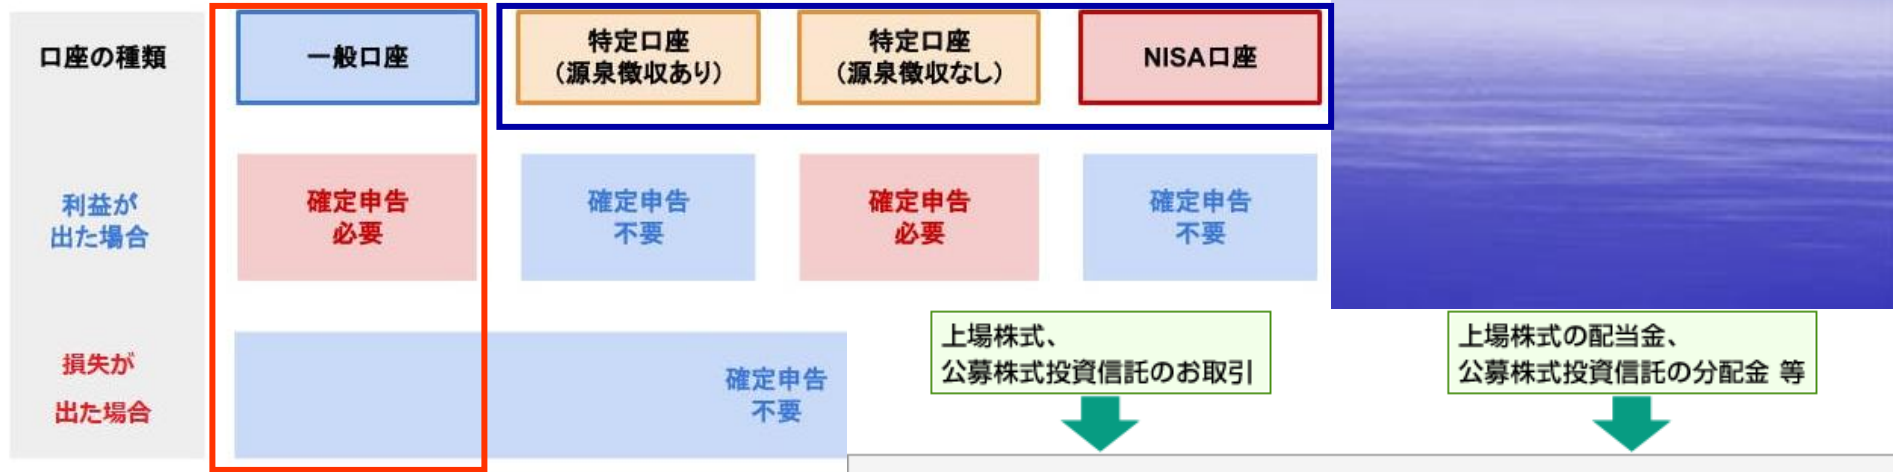 口座の種類
一般口座
特定口座
（源泉徴収あり）
特定口座
（源泉徴収なし）
NISA口座
利益が
出た場合
確定申告
必要
確定申告
不要
確定申告
必要
確定申告
不要
損失が
出た場合
確定申告
不要
上場株式、
公募株式投資信託のお取引
上場株式の配当金、
公募株式投資信託の分配金 等